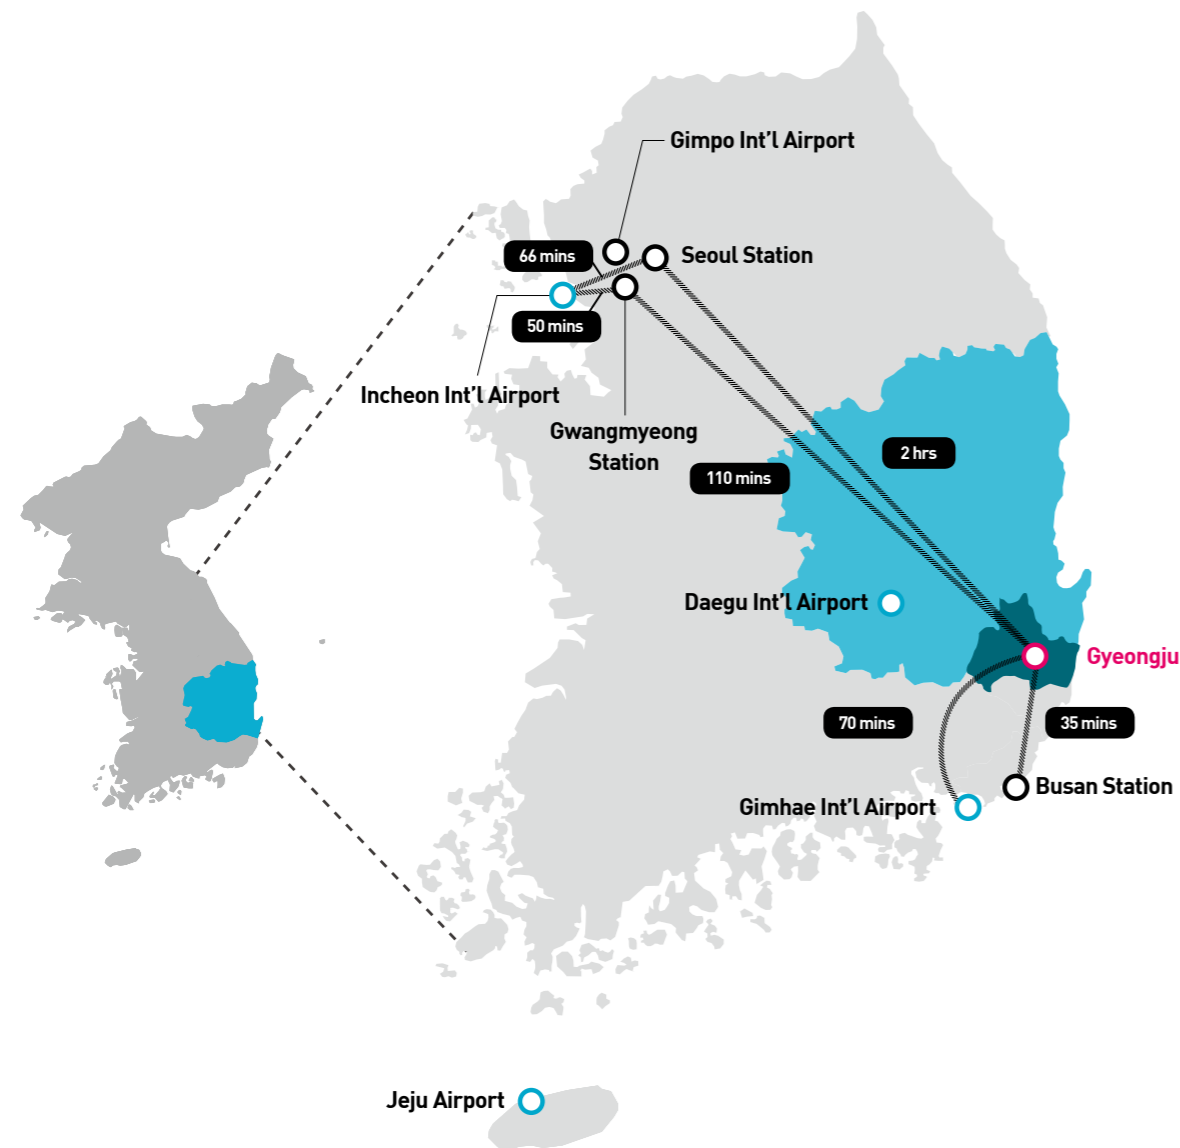 Gimpo Int’l Airport
66 mins
Seoul Station
50 mins
Incheon Int’l Airport
Gwangmyeong
Station
2 hrs
110 mins
Daegu Int’l Airport
Gyeongju
70 mins
35 mins
Busan Station
Gimhae Int’l Airport
Jeju Airport